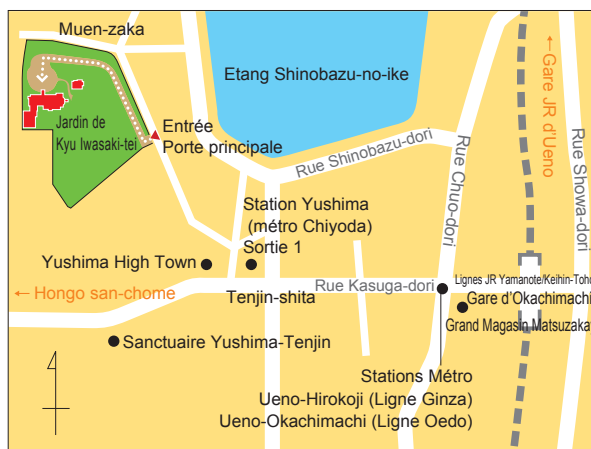 Muen-zaka
Etang Shinobazu-no-ike
← Gare JR d'Ueno
Jardin de
Kyu Iwasaki-tei
Entrée
Porte principale
Rue Shinobazu-dori
Rue Chuo-dori
Rue Showa-dori
Station Yushima
(métro Chiyoda)
Sortie 1
Yushima High Town
← Hongo san-chome
Tenjin-shita
Rue Kasuga-dori
Lignes JR Yamanote/Keihin-Toho
Gare d'Okachimachi
Grand Magasin Matsuzaka
Sanctuaire Yushima-Tenjin
Stations Métro
Ueno-Hirokoji (Ligne Ginza)
Ueno-Okachimachi (Ligne Oedo)